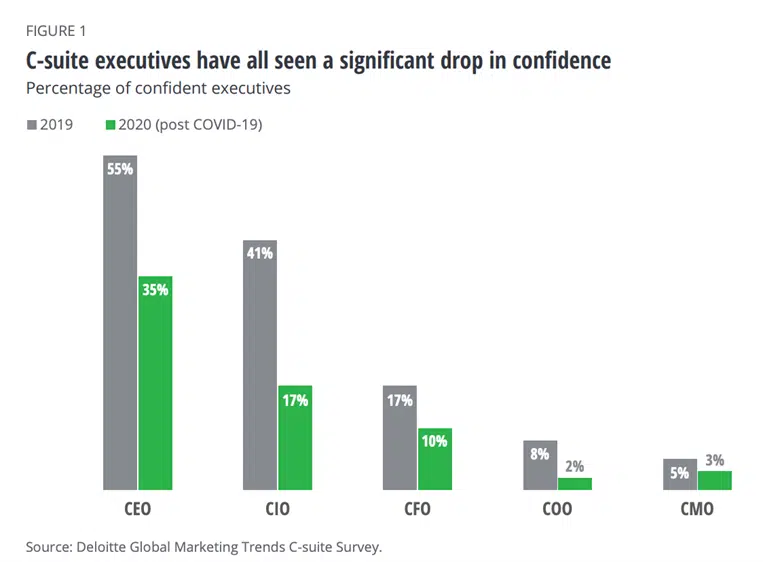 FIGURE 1
C-suite executives have all seen a significant drop in confidence
Percentage of confident executives
2019 2020 (post COVID-19)
55%
35%
41%
17%
17%
10%
8%
2%
5%
3%
CEO CIO CFO COO CMO
Source: Deloitte Global Marketing Trends C-suite Survey.